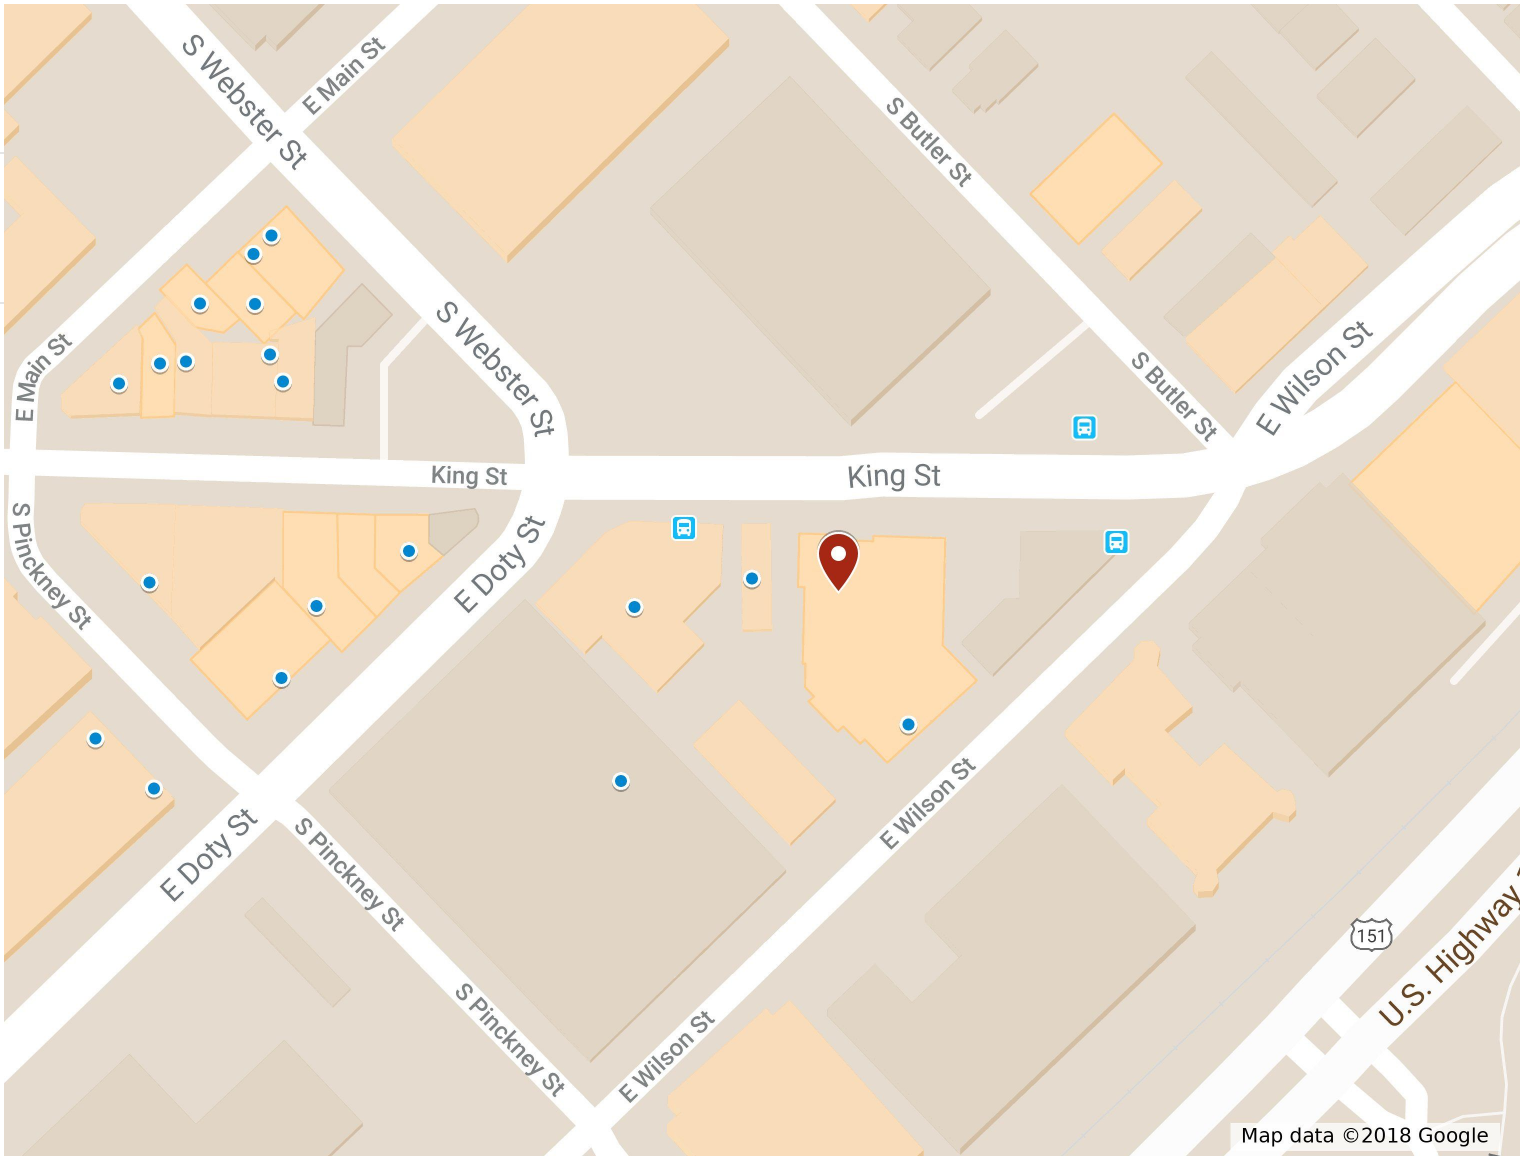 S Webster St
E Main St
S Butler St
S Webster St
E Wilson St
E Main St
S Butler St
King St
King St
S Pinckney St
E Doty St
E Wilson St
E Doty St
S Pinckney St
151
U.S. Highway
S Pinckney St
E Wilson St
Map data ©2018 Google